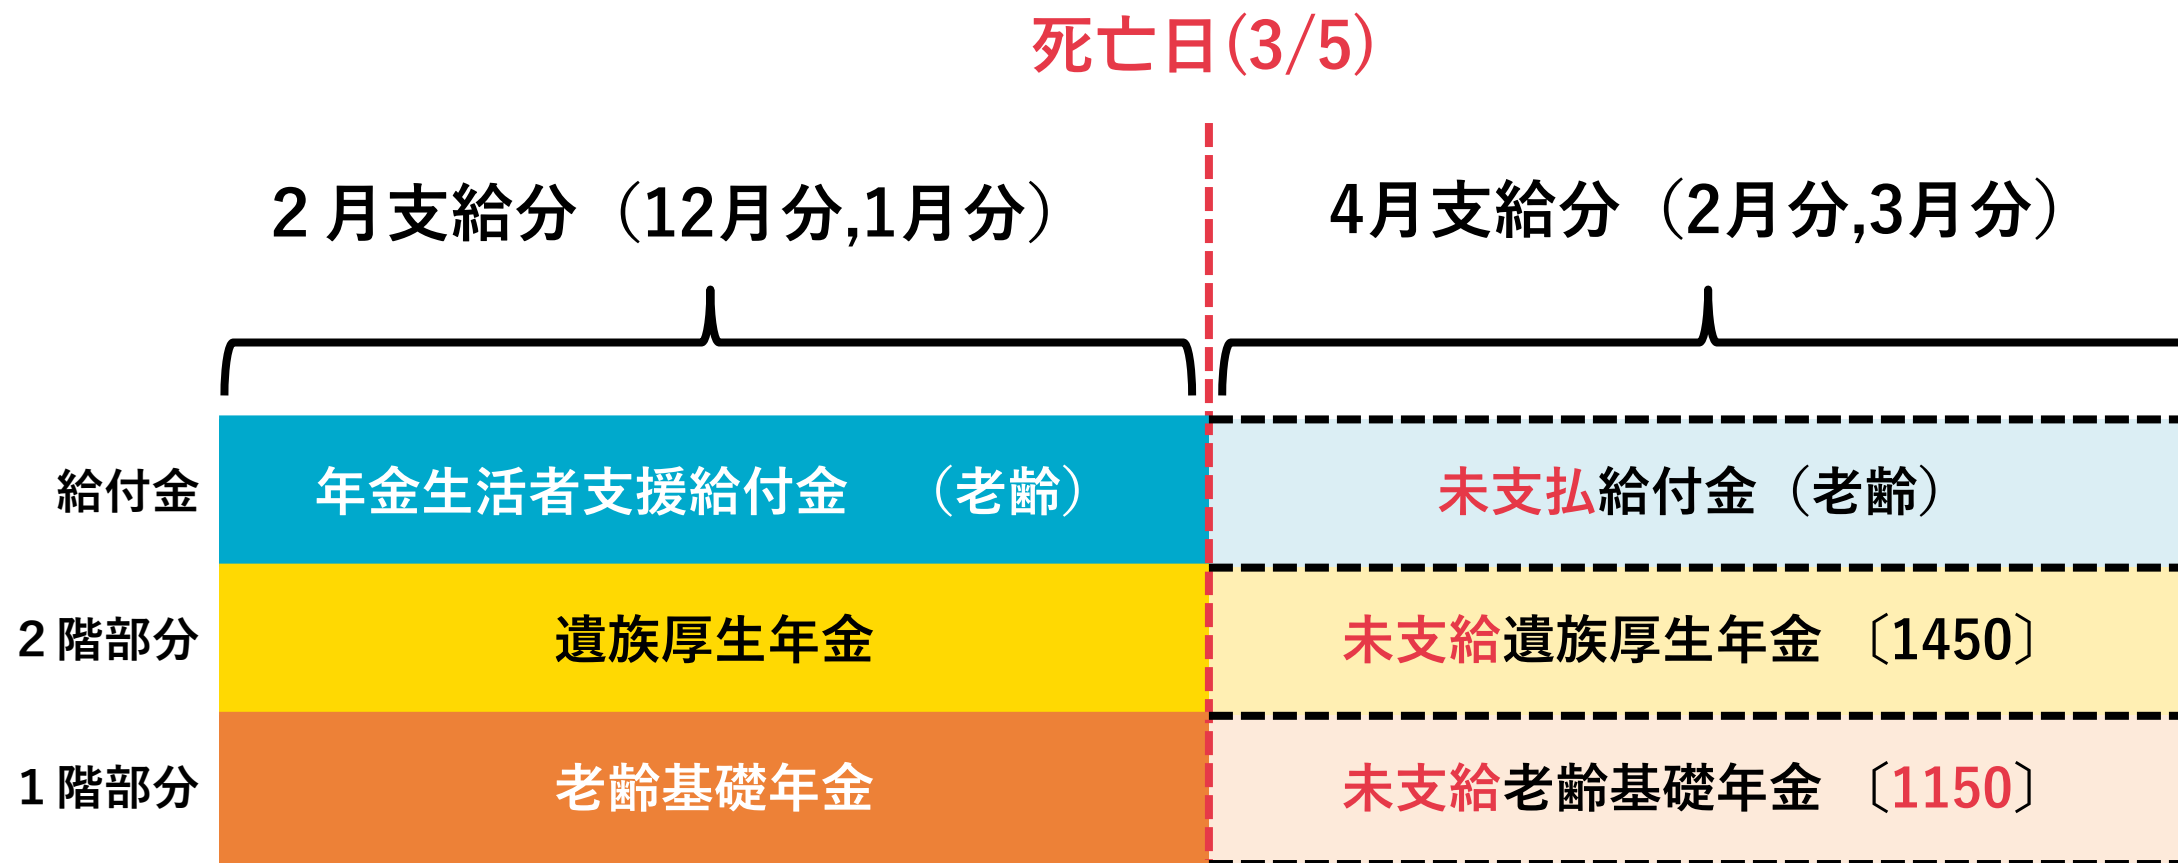 死亡日(3/5)
２月支給分（12月分,1月分）
4月支給分（2月分,3月分）
給付金
年金生活者支援給付金　（老齢）
未支払給付金（老齢）
２階部分
遺族厚生年金
未支給遺族厚生年金〔1450〕
１階部分
老齢基礎年金
未支給老齢基礎年金〔1150〕